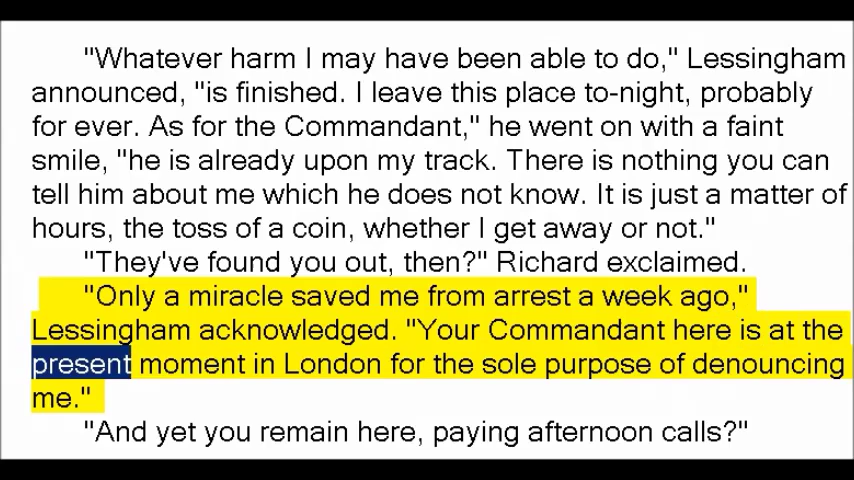 "Whatever harm I may have been able to do," Lessingham
announced, "is finished. I leave this place to-night, probably
for ever. As for the Commandant," he went on with a faint
smile, "he is already upon my track. There is nothing you can
tell him about me which he does not know. It is just a matter of
hours, the toss of a coin, whether I get away or not."
"They've found you out, then?" Richard exclaimed.
"Only a miracle saved me from arrest a week ago,"
Lessingham acknowledged. "Your Commandant here is at the
present moment in London for the sole purpose of denouncing
me."
"And yet you remain here, paying afternoon calls?"